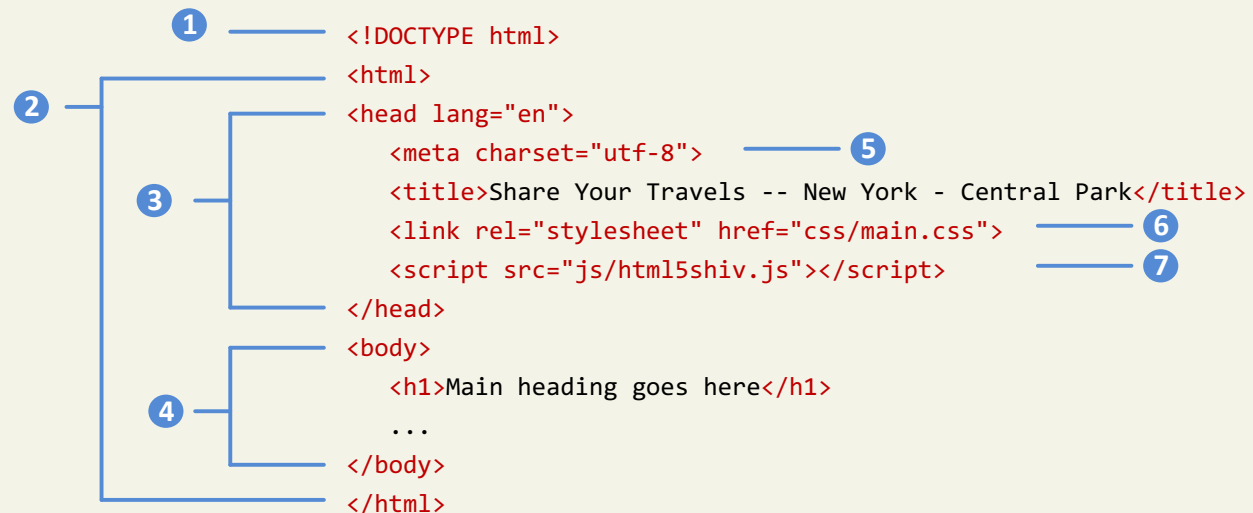 1 <!DOCTYPE html>
<html>
2 <head lang="en">
<meta charset="utf-8"> 5
3 <title>Share Your Travels -- New York - Central Park</title>
<link rel="stylesheet" href="css/main.css"> 6
<script src="js/html5shiv.js"></script> 7
</head>
<body>
<h1>Main heading goes here</h1>
4 ...
</body>
</html>